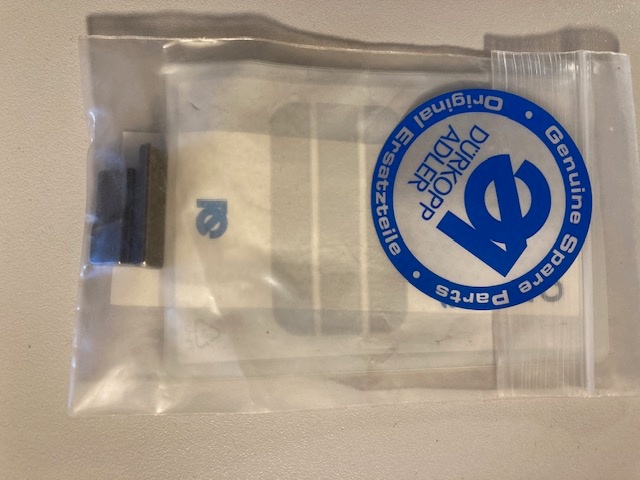 Original Ersatzteile
Genuine Spare Parts
DÜRKOPP
ADLER